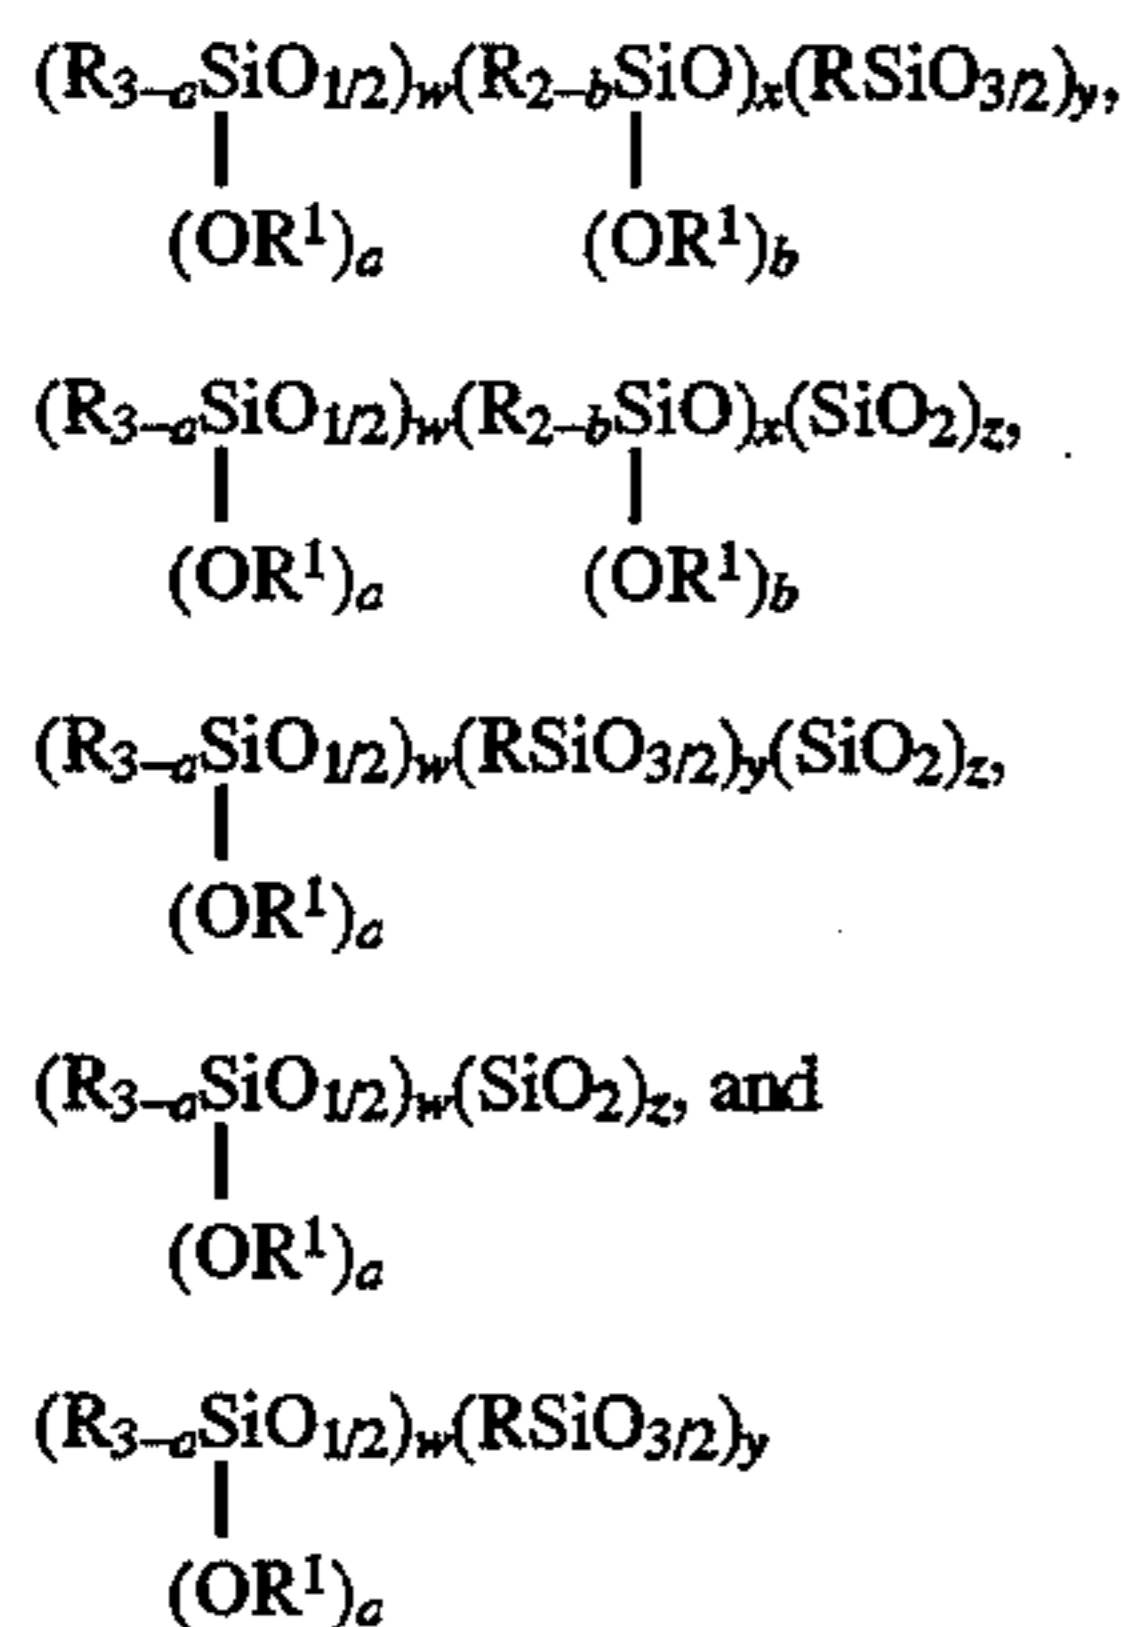 (R₃₋ₐSiO₁/₂)w(R₂₋bSiO)x(RSiO₃/₂)y,
(OR¹)ₐ (OR¹)b
(R₃₋ₐSiO₁/₂)w(R₂₋bSiO)x(SiO₂)z,
(OR¹)ₐ (OR¹)b
(R₃₋ₐSiO₁/₂)w(RSiO₃/₂)y(SiO₂)z,
(OR¹)ₐ
(R₃₋ₐSiO₁/₂)w(SiO₂)z, and
(OR¹)ₐ
(R₃₋ₐSiO₁/₂)w(RSiO₃/₂)y
(OR¹)ₐ